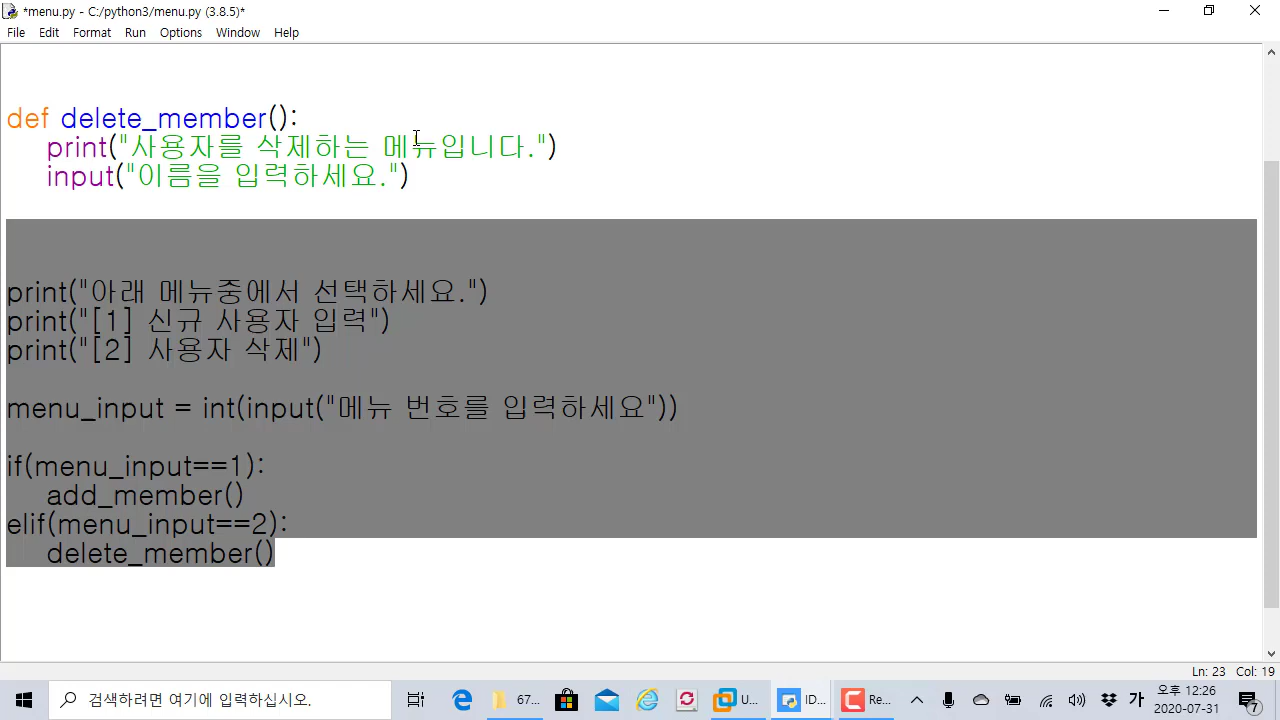 *menu.py - C:/python3/menu.py (3.8.5)*
File Edit Format Run Options Window Help
def delete_member():
print("사용자를 삭제하는 메뉴입니다.")
input("이름을 입력하세요.")
print("아래 메뉴중에서 선택하세요.")
print("[1] 신규 사용자 입력")
print("[2] 사용자 삭제")
menu_input = int(input("메뉴 번호를 입력하세요"))
if(menu_input==1):
add_member()
elif(menu_input==2):
delete_member()
Ln: 23 Col: 19
검색하려면 여기에 입력하십시오.
67...
U...
ID...
Re...
가
오후 12:26
2020-07-31
7